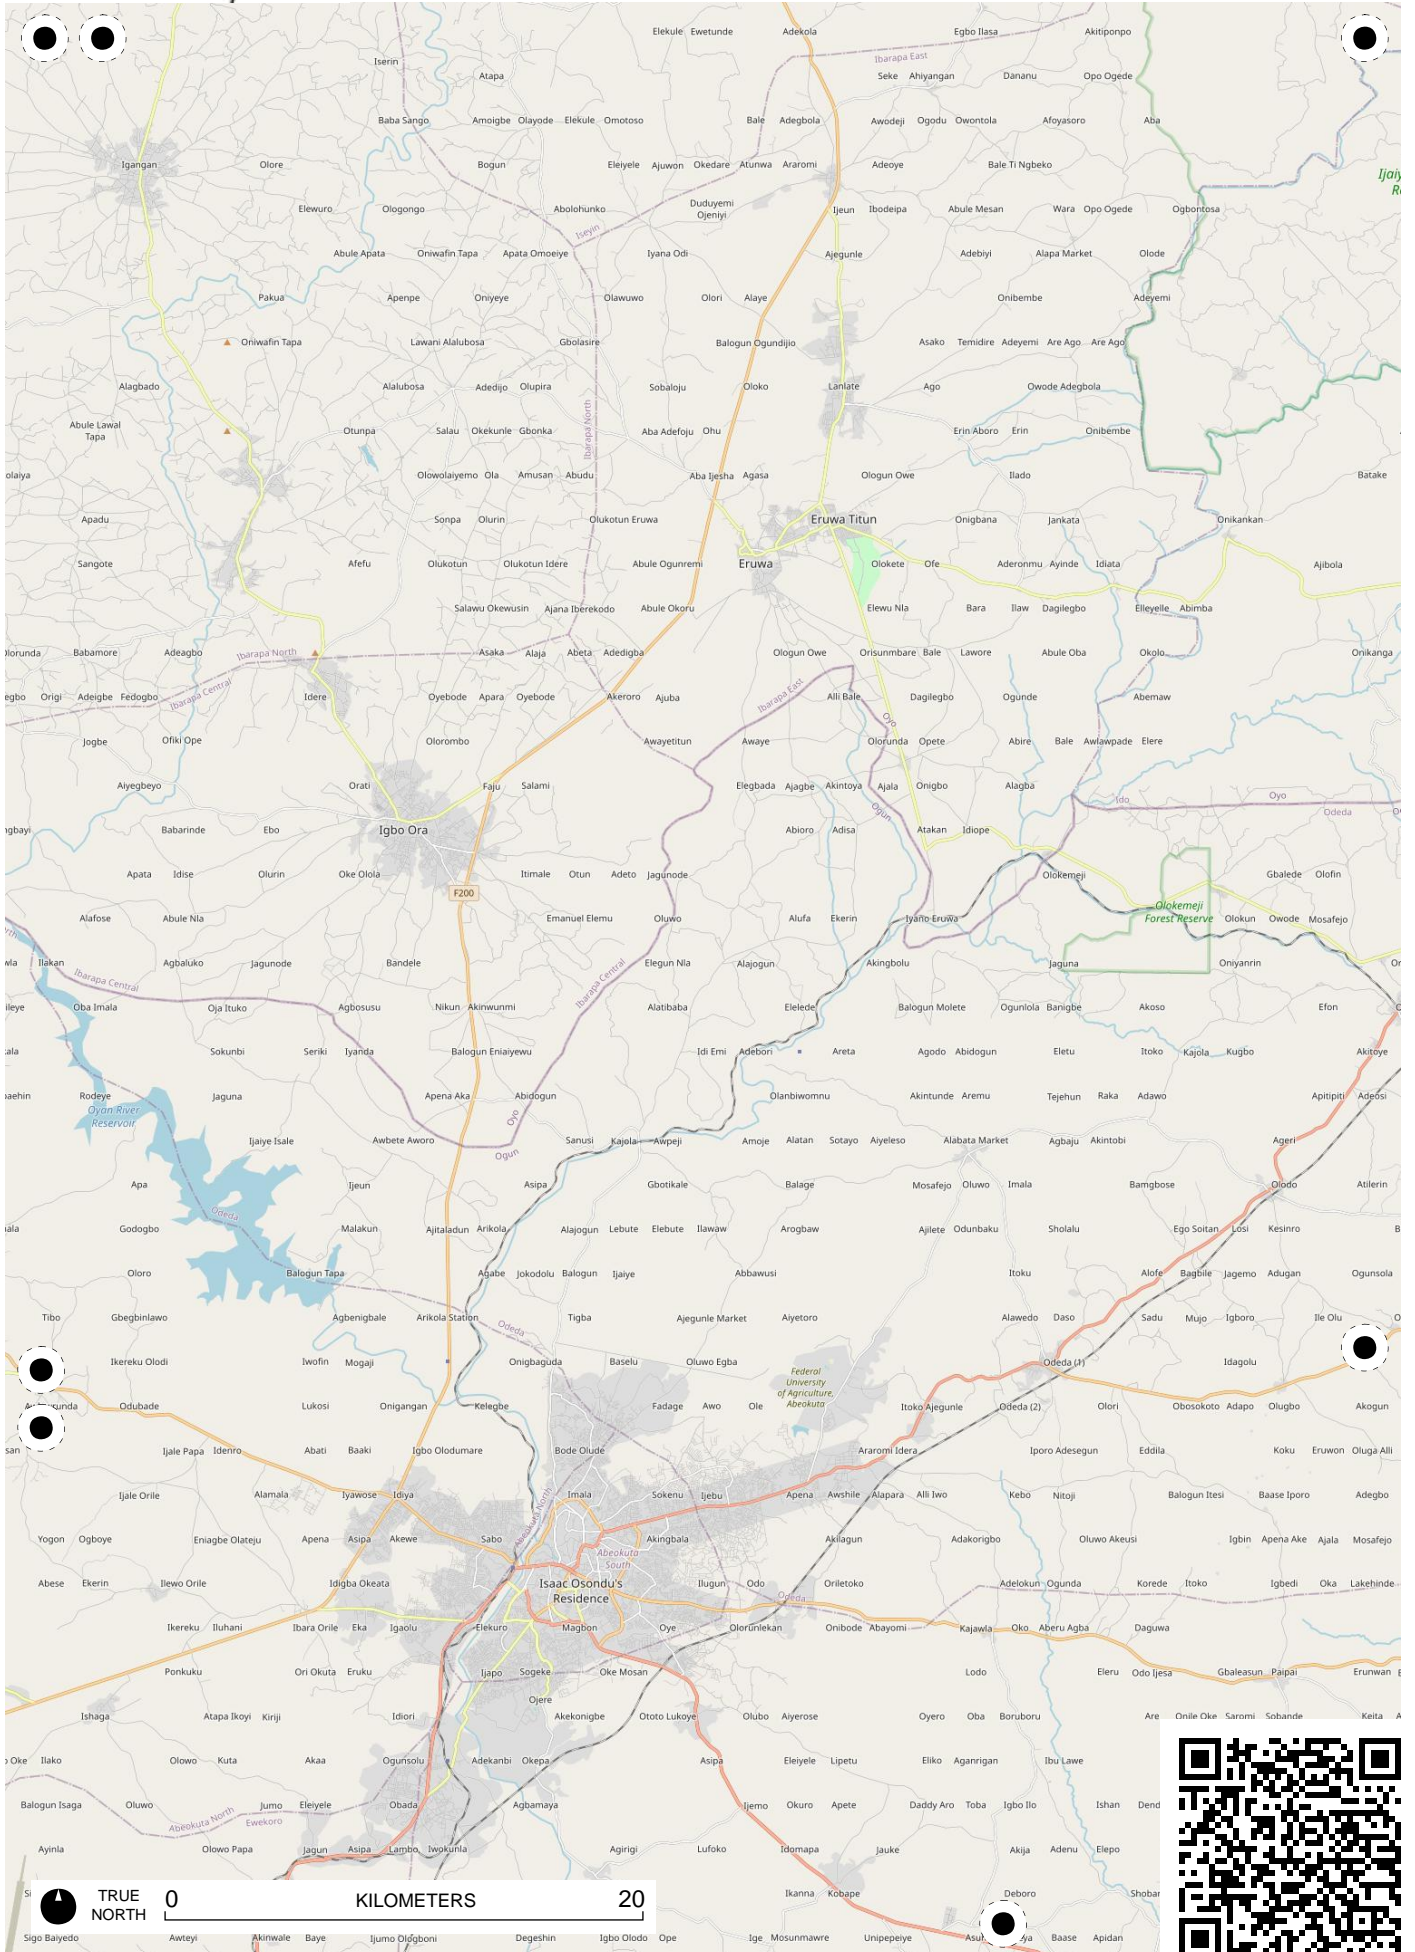 Elekule Ewetunde Adekola Egbo Ilasa Akitiponpo
Iserin Ibarapa East
Atapa Seke Ahiyangan Dananu Opo Ogede
Baba Sango Amoigbe Olayode Elekule Omotoso Bale Adegbola Awodeji Ogodu Owontola Afoyasoro Aba
Igangan Olore Bogun Eleiyele Ajuwon Okedare Atunwa Araromi Adeoye Bale Ti Ngbeko
Elewuro Ologongo Abolohunko Duduyemi Ijeun Ibodeipa Abule Mesan Wara Opo Ogede Ogbontosa
Ojeniyi
Iseyin
Abule Apata Oniwafin Tapa Apata Omoeiye Iyana Odi Ajegunle Adebiyi Alapa Market Olode
Pakua Apenpe Oniyeye Olawuwo Olori Alaye Onibembe Adeyemi
Oniwafin Tapa Lawani Alalubosa Gbolasire Balogun Ogundijio Asako Temidire Adeyemi Are Ago Are Ago
Alagbado Alalubosa Adedijo Olupira Sobaloju Oloko Lanlate Ago Owode Adegbola
Ibarapa North
Abule Lawal
Tapa
Otunpa Salau Okekunle Gbonka Aba Adefoju Ohu Erin Aboro Erin Onibembe
olaiya Olowolaiyemo Ola Amusan Abudu Aba Ijesha Agasa Ologun Owe Ilado Batake
Apadu Sonpa Olurin Olukotun Eruwa Eruwa Titun Onigbana Jankata Onikankan
Sangote Afefu Olukotun Olukotun Idere Abule Ogunremi Eruwa Olokete Ofe Aderonmu Ayinde Idiata Ajibola
Salawu Okewusin Ajana Iberekodo Abule Okoru Elewu Nla Bara Ilaw Dagilegbo Elleyelle Abimba
Olorunda Babamore Adeagbo Ibarapa North Asaka Alaja Abeta Adedigba Ologun Owe Orisunmbare Bale Lawore Abule Oba Okolo Onikanga
egbo Origi Adeigbe Fedogbo Ibarapa Central Idere Oyebode Apara Oyebode Akeroro Ajuba Ibarapa East Alli Bale Dagilegbo Ogunde Abemaw
Oyo
Jogbe Ofiki Ope Olorombo Awayetitun Awaye Olorunda Opete Abire Bale Awlawpade Elere
Aiyegbeyo Orati Faju Salami Elegbada Ajagbe Akintoya Ajala Onigbo Alagba
Ido Oyo
Ogun Odeda
ngbayi Babarinde Ebo Igbo Ora Abioro Adisa Atakan Idiope
Apata Idise Olurin Oke Olola Itimale Otun Adeto Jagunode Olokemeji Gbalede Olofin
F200
Alafose Abule Nla Emanuel Elemu Oluwo Alufa Ekerin Iyano Eruwa Olokemeji
Forest Reserve
Olokun Owode Mosafejo
Ilakan Agbaluko Jagunode Bandele Elegun Nla Alajogun Akingbolu Jaguna Oniyanrin
Ibarapa Central Ibarapa Central
ileye Oba Imala Oja Ituko Agbosusu Nikun Akinwunmi Alatibaba Elelede Balogun Molete Ogunlola Banigbe Akoso Efon
Sokunbi Seriki Iyanda Balogun Eniaiyewu Idi Emi Adebori Areta Agodo Abidogun Eletu Itoko Kajola Kugbo Akitoye
Rodeye Jaguna Apena Aka Abidogun Olanbiwomnu Akintunde Aremu Tejehun Raka Adawo Apitipiti Adeosi
Oyan River
Reservoir
Oyo
Ogun
Ijaiye Isale Awbete Aworo Sanusi Kajola Awpeji Amoje Alatan Sotayo Aiyeleso Alabata Market Agbaju Akintobi Ageri
Apa Ijeun Asipa Gbotikale Balage Mosafejo Oluwo Imala Bamgbose Olodo Atilerin
Odeda
Godogbo Malakun Ajitaladun Arikola Alajogun Lebute Elebute Ilawaw Arogbaw Ajilete Odunbaku Sholalu Ego Soitan Losi Kesinro
Oloro Balogun Tapa Agabe Jokodolu Balogun Ijaiye Abbawusi Itoku Alofe Bagbile Jagemo Adugan Ogunsola
Tibo Gbegbinlawo Agbenigbale Arikola Station Tigba Ajegunle Market Aiyetoro Alawedo Daso Sadu Mujo Igboro Ile Olu
Odeda
Ikereku Olodi Iwofin Mogaji Onigbaguda Baselu Oluwo Egba Odeda (1) Idagolu
Federal
University
of Agriculture,
Abeokuta
Odubade Lukosi Onigangan Kelegbe Fadage Awo Ole Itoko Ajegunle Odeda (2) Olori Obosokoto Adapo Olugbo Akogun
Ijale Papa Idenro Abati Baaki Igbo Olodumare Bode Olude Araromi Idera Iporo Adesegun Eddila Koku Eruwon Oluga Alli
Ijale Orile Alamala Iyawose Idiya Imala Sokenu Ijebu Apena Awshile Alapara Alli Iwo Kebo Nitoji Balogun Itesi Baase Iporo Adegbo
Abeokuta North
Yogon Ogboye Eniagbe Olateju Apena Asipa Akewe Sabo Akingbala Akilagun Adakorigbo Oluwo Akeusi Igbin Apena Ake Ajala Mosafejo
Abeokuta
South
Abese Ekerin Ilewo Orile Idigba Okeata Isaac Osondu's
Residence
Ilugun Odo Oriletoko Adelokun Ogunda Korede Itoko Igbedi Oka Lakehinde
Odeda
Ikereku Iluhani Ibara Orile Eka Igaolu Elekuro Magbon Oye Olorunlekan Onibode Abayomi Kajawla Oko Aberu Agba Daguwa
Ponkuku Ori Okuta Eruku Ijapo Sogeke Oke Mosan Lodo Eleru Odo Ijesa Gbaleasun Paipai Erunwan
Ojere
Ishaga Atapa Ikoyi Kiriji Idiori Akekonigbe Ototo Lukoye Olubo Aiyerose Oyero Oba Boruboru Are Onile Oke Saromi Sobande Keita
Oke Ilako Olowo Kuta Akaa Ogunsolu Adekanbi Okepa Asipa Eleiyele Lipetu Eliko Aganrigan Ibu Lawe
Balogun Isaga Oluwo Jumo Eleiyele Obada Agbamaya Ijemo Okuro Apete Daddy Aro Toba Igbo Ilo Ishan Dend
Abeokuta North
Ewekoro
Ayinla Olowo Papa Jagun Asipa Lambo Iwokunla Agirigi Lufoko Idomapa Jauke Akija Adenu Elepo
TRUE
NORTH
0 KILOMETERS 20
Ikanna Kobape Deboro Shobar
Sigo Baiyedo Awteyi Akinwale Baye Ijumo Ologboni Degeshin Igbo Olodo Ope Ige Mosunmawre Unipepeiye Baase Apidan